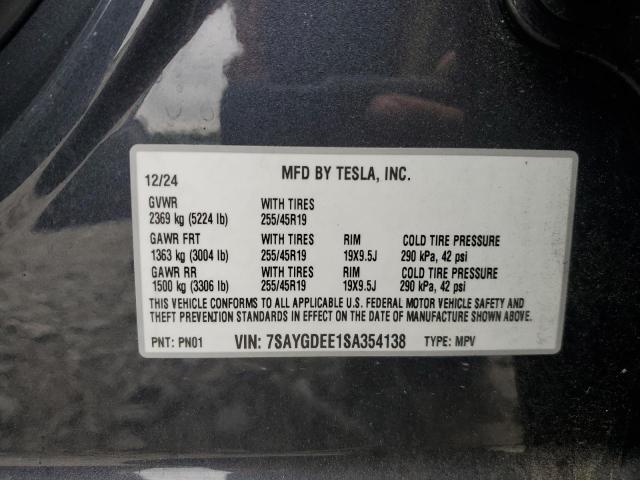 12/24 MFD BY TESLA, INC.
GVWR WITH TIRES
2369 kg (5224 lb) 255/45R19
GAWR FRT WITH TIRES RIM COLD TIRE PRESSURE
1363 kg (3004 lb) 255/45R19 19X9.5J 290 kPa, 42 psi
GAWR RR WITH TIRES RIM COLD TIRE PRESSURE
1500 kg (3306 lb) 255/45R19 19X9.5J 290 kPa, 42 psi
THIS VEHICLE CONFORMS TO ALL APPLICABLE U.S. FEDERAL MOTOR VEHICLE SAFETY AND
THEFT PREVENTION STANDARDS IN EFFECT ON THE DATE OF MANUFACTURE SHOWN ABOVE.
PNT: PN01 VIN: 7SAYGDEE1SA354138 TYPE: MPV